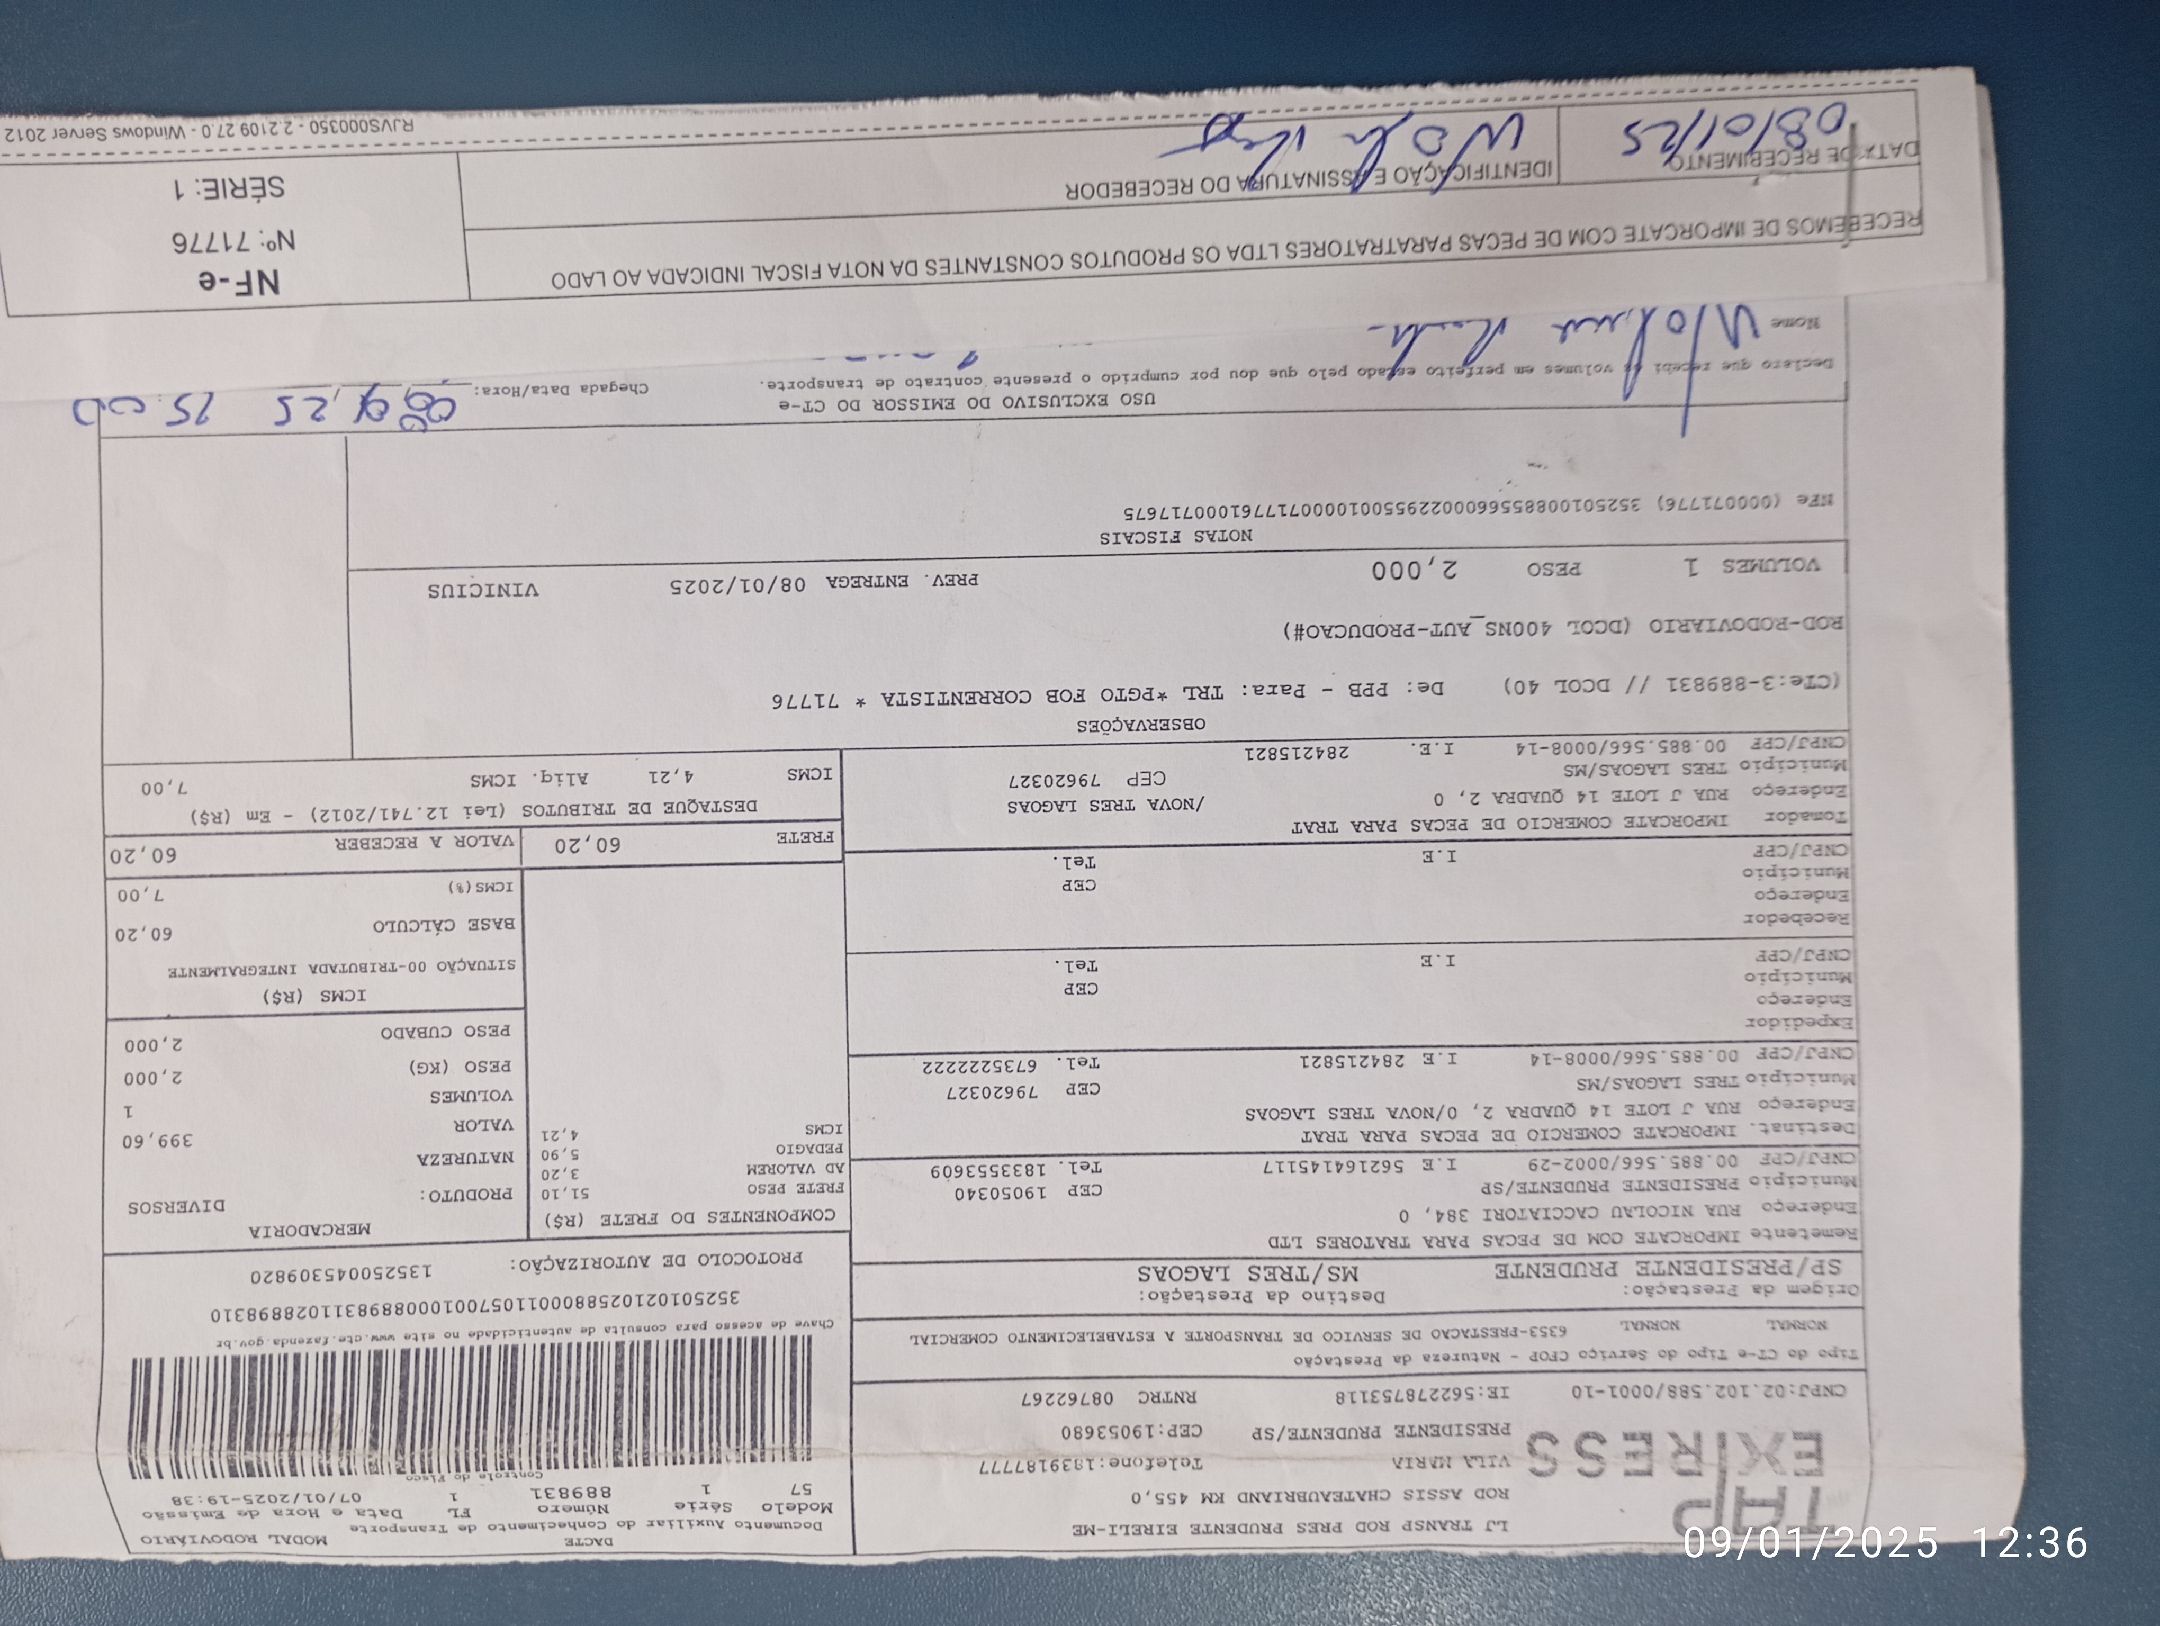 TAP
EXPRESS
LJ TRANSP ROD PRES PRUDENTE EIRELI-ME
ROD ASSIS CHATEAUBRIAND KM 455,0
VILA MARIA Telefone:1839187777
PRESIDENTE PRUDENTE/SP CEP:19053680
CNPJ:02.102.588/0001-10 IE:562278753118 RNTRC 08762267
Tipo do CT-e Tipo do Serviço CFOP - Natureza da Prestação
NORMAL NORMAL 6353-PRESTACAO DE SERVICO DE TRANSPORTE A ESTABELECIMENTO COMERCIAL
Origem da Prestação: Destino da Prestação:
SP/PRESIDENTE PRUDENTE MS/TRES LAGOAS
Remetente IMPORCATE COM DE PECAS PARA TRATORES LTD
Endereço RUA NICOLAU CACCIATORI 384, 0
Município PRESIDENTE PRUDENTE/SP CEP 19050340
CNPJ/CPF 00.885.566/0002-29 I.E 562164145117 Tel. 1833553609
Destinat. IMPORCATE COMERCIO DE PECAS PARA TRAT
Endereço RUA J LOTE 14 QUADRA 2, 0/NOVA TRES LAGOAS
Município TRES LAGOAS/MS CEP 79620327
CNPJ/CPF 00.885.566/0008-14 I.E 284215821 Tel. 6735222222
Expedidor
Endereço
Município CEP
CNPJ/CPF I.E Tel.
Recebedor
Endereço
Município CEP
CNPJ/CPF I.E Tel.
Tomador IMPORCATE COMERCIO DE PECAS PARA TRAT
Endereço RUA J LOTE 14 QUADRA 2, 0 /NOVA TRES LAGOAS
Município TRES LAGOAS/MS CEP 79620327
CNPJ/CPF 00.885.566/0008-14 I.E. 284215821
DACTE MODAL RODOVIÁRIO
Documento Auxiliar do Conhecimento de Transporte
Modelo Série Número FL Data e Hora de Emissão
57 1 889831 1 07/01/2025-19:38
Controle do Fisco
Chave de acesso para consulta de autenticidade no site www.cte.fazenda.gov.br
35250102102588000110570010008898311028898310
PROTOCOLO DE AUTORIZAÇÃO: 135250045309820
COMPONENTES DO FRETE (R$)
FRETE PESO 51,10
AD VALOREM 3,20
PEDAGIO 5,90
ICMS 4,21
MERCADORIA
PRODUTO: DIVERSOS
NATUREZA
VALOR 399,60
VOLUMES 1
PESO (KG) 2,000
PESO CUBADO 2,000
ICMS (R$)
SITUAÇÃO 00-TRIBUTADA INTEGRALMENTE
BASE CÁLCULO 60,20
ICMS(%) 7,00
FRETE 60,20 VALOR A RECEBER 60,20
DESTAQUE DE TRIBUTOS (Lei 12.741/2012) - Em (R$)
ICMS 4,21 Aliq. ICMS 7,00
OBSERVAÇÕES
(CTe:3-889831 // DCOL 40) De: PPB - Para: TRL *PGTO FOB CORRENTISTA * 71776
ROD-RODOVIARIO (DCOL 400NS_AUT-PRODUCAO#)
VOLUMES 1 PESO 2,000 PREV. ENTREGA 08/01/2025 VINICIUS
NOTAS FISCAIS
NFe (000071776) 35250100885566000229550010000717761000717675
USO EXCLUSIVO DO EMISSOR DO CT-e
Declaro que recebi os volumes em perfeito estado pelo que dou por cumprido o presente contrato de transporte. Chegada Data/Hora:
Nome
RECEBEMOS DE IMPORCATE COM DE PECAS PARATRATORES LTDA OS PRODUTOS CONSTANTES DA NOTA FISCAL INDICADA AO LADO
NF-e
Nº: 71776
SÉRIE: 1
DATA DE RECEBIMENTO IDENTIFICAÇÃO E ASSINATURA DO RECEBEDOR
08/01/25
RJVS000350 - 2.2109.27.0 - Windows Server 2012
09/01/2025 12:36